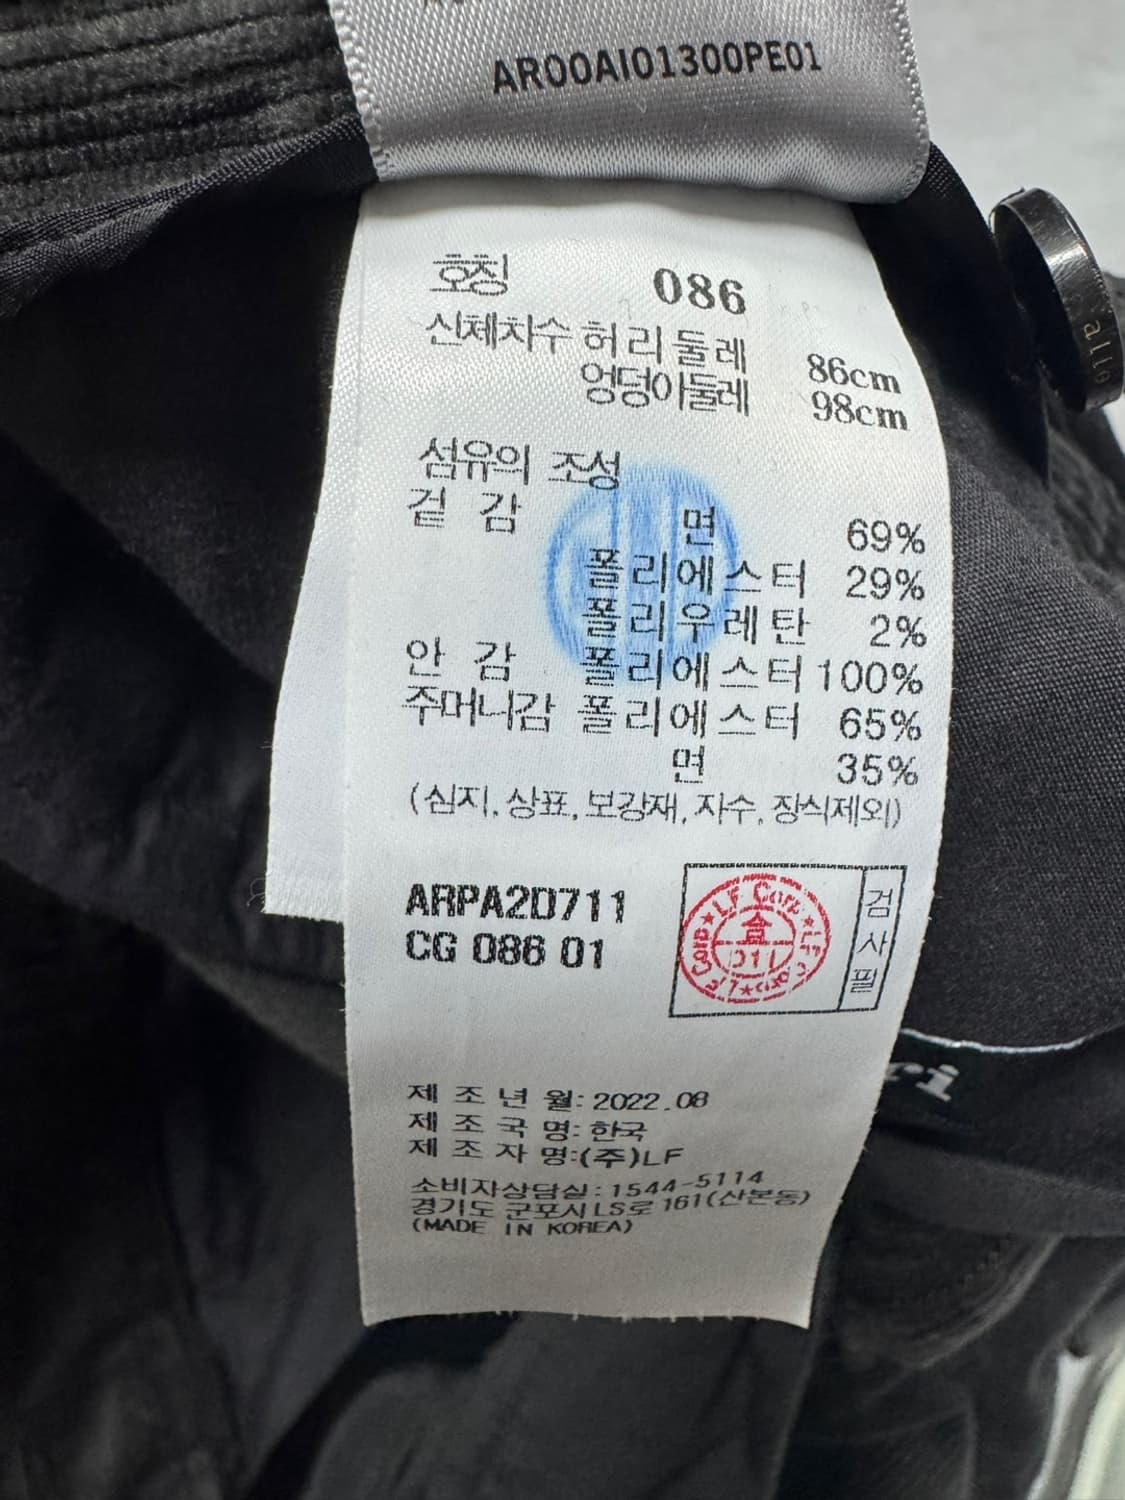 AR00AI01300PE01
호칭 086
신체치수 허리둘레 86cm
엉덩이둘레 98cm
섬유의 조성
겉감 면 69%
폴리에스터 29%
폴리우레탄 2%
안감 폴리에스터 100%
주머니감 폴리에스터 65%
면 35%
(심지, 상표, 보강재, 자수, 장식제외)
ARPA2D711
CG 086 01
LF Corp
011
검사필
제조년월: 2022.08
제조국명: 한국
제조자명:(주)LF
소비자상담실: 1544-5114
경기도 군포시 LS로 161(산본동)
(MADE IN KOREA)
alla
ri